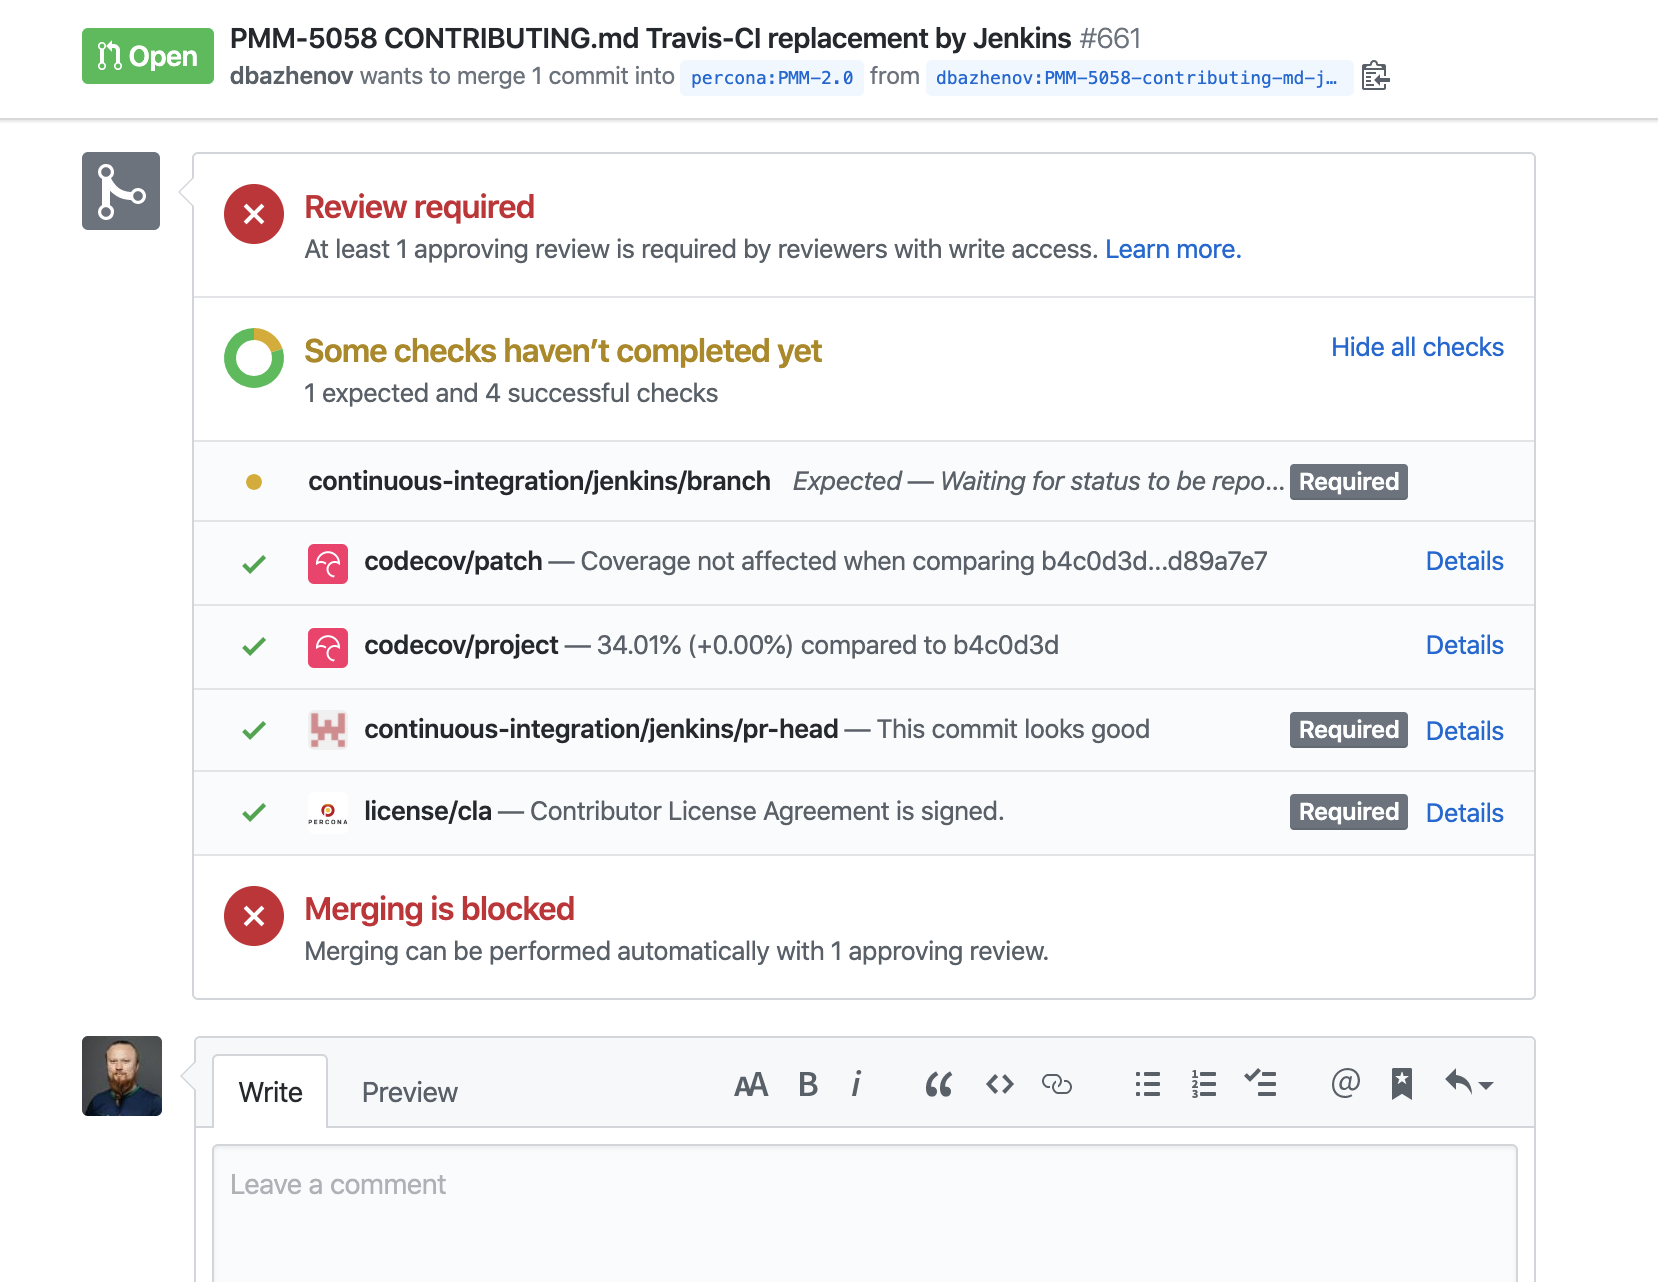 Open
PMM-5058 CONTRIBUTING.md Travis-CI replacement by Jenkins #661
dbazhenov wants to merge 1 commit into percona:PMM-2.0 from dbazhenov:PMM-5058-contributing-md-j…
Review required
At least 1 approving review is required by reviewers with write access. Learn more.
Some checks haven’t completed yet
Hide all checks
1 expected and 4 successful checks
continuous-integration/jenkins/branch Expected — Waiting for status to be repo… Required
codecov/patch — Coverage not affected when comparing b4c0d3d...d89a7e7 Details
codecov/project — 34.01% (+0.00%) compared to b4c0d3d Details
continuous-integration/jenkins/pr-head — This commit looks good Required Details
PERCONA license/cla — Contributor License Agreement is signed. Required Details
Merging is blocked
Merging can be performed automatically with 1 approving review.
Write Preview AA B i
Leave a comment